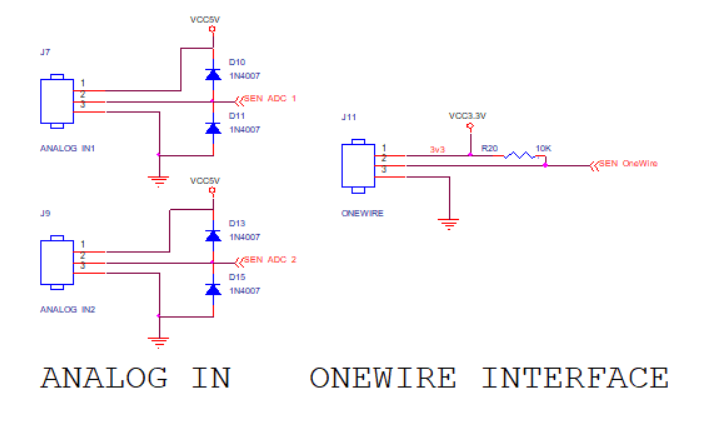 VCC5V
J7
D10
1N4007
1
2
3
SEN ADC 1
D11
1N4007
ANALOG IN1
VCC5V
J9
D13
1N4007
1
2
3
SEN ADC 2
D15
1N4007
ANALOG IN2
J11
VCC3.3V
1
2
3
3v3
R20
10K
SEN OneWire
ONEWIRE
ANALOG IN
ONEWIRE INTERFACE